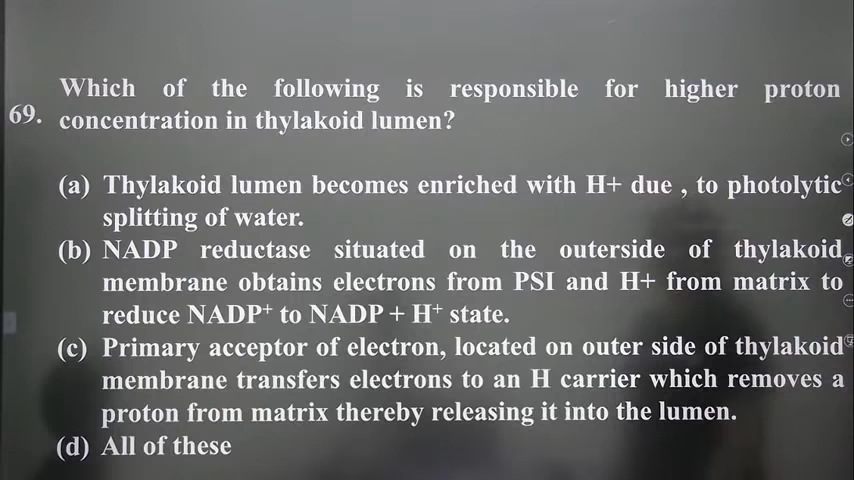 Which of the following is responsible for higher proton
69. concentration in thylakoid lumen?
(a) Thylakoid lumen becomes enriched with H+ due , to photolytic
splitting of water.
(b) NADP reductase situated on the outerside of thylakoid
membrane obtains electrons from PSI and H+ from matrix to
reduce NADP⁺ to NADP + H⁺ state.
(c) Primary acceptor of electron, located on outer side of thylakoid
membrane transfers electrons to an H carrier which removes a
proton from matrix thereby releasing it into the lumen.
(d) All of these